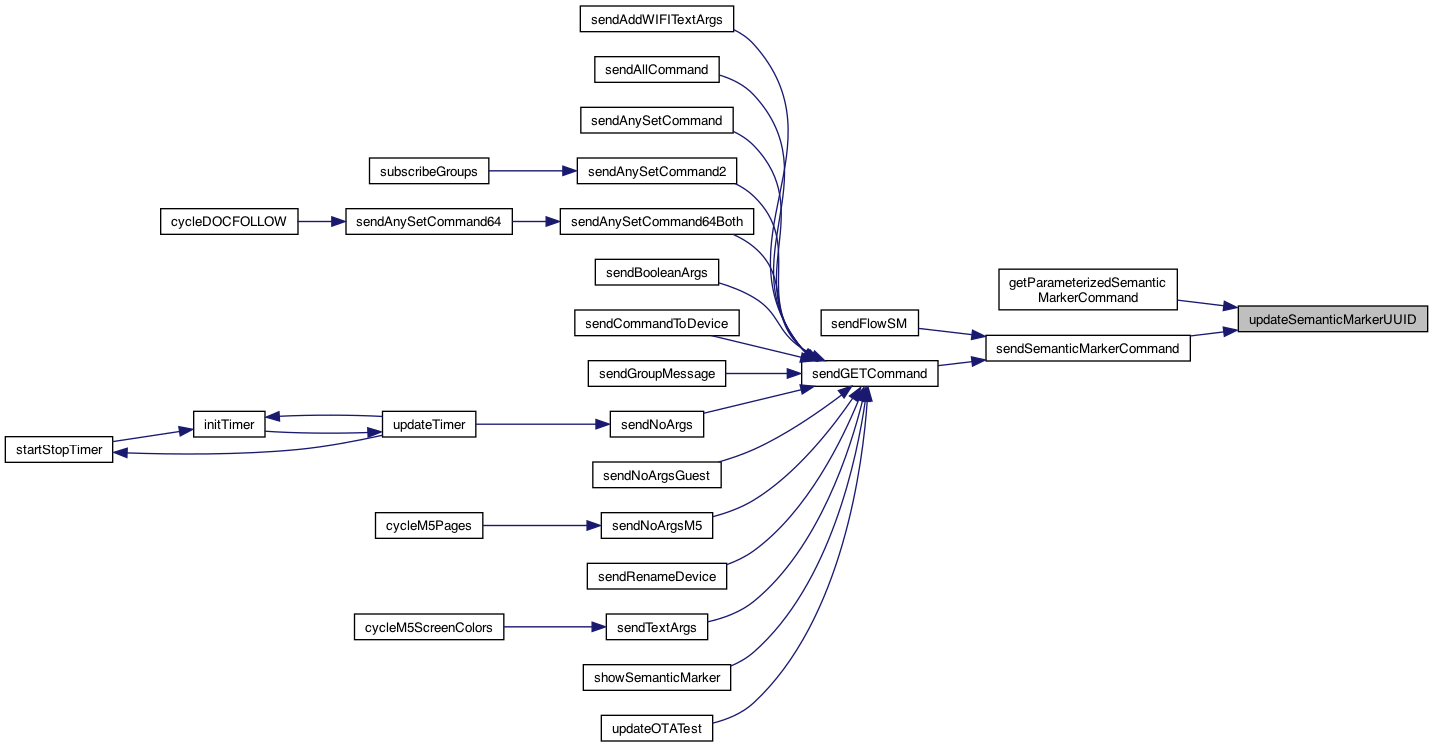 sendAddWIFITextArgs
sendAllCommand
sendAnySetCommand
subscribeGroups
sendAnySetCommand2
cycleDOCFOLLOW
sendAnySetCommand64
sendAnySetCommand64Both
sendBooleanArgs
sendCommandToDevice
sendGroupMessage
startStopTimer
initTimer
updateTimer
sendNoArgs
sendNoArgsGuest
cycleM5Pages
sendNoArgsM5
sendRenameDevice
cycleM5ScreenColors
sendTextArgs
showSemanticMarker
updateOTATest
sendGETCommand
sendFlowSM
getParameterizedSemantic
MarkerCommand
sendSemanticMarkerCommand
updateSemanticMarkerUUID